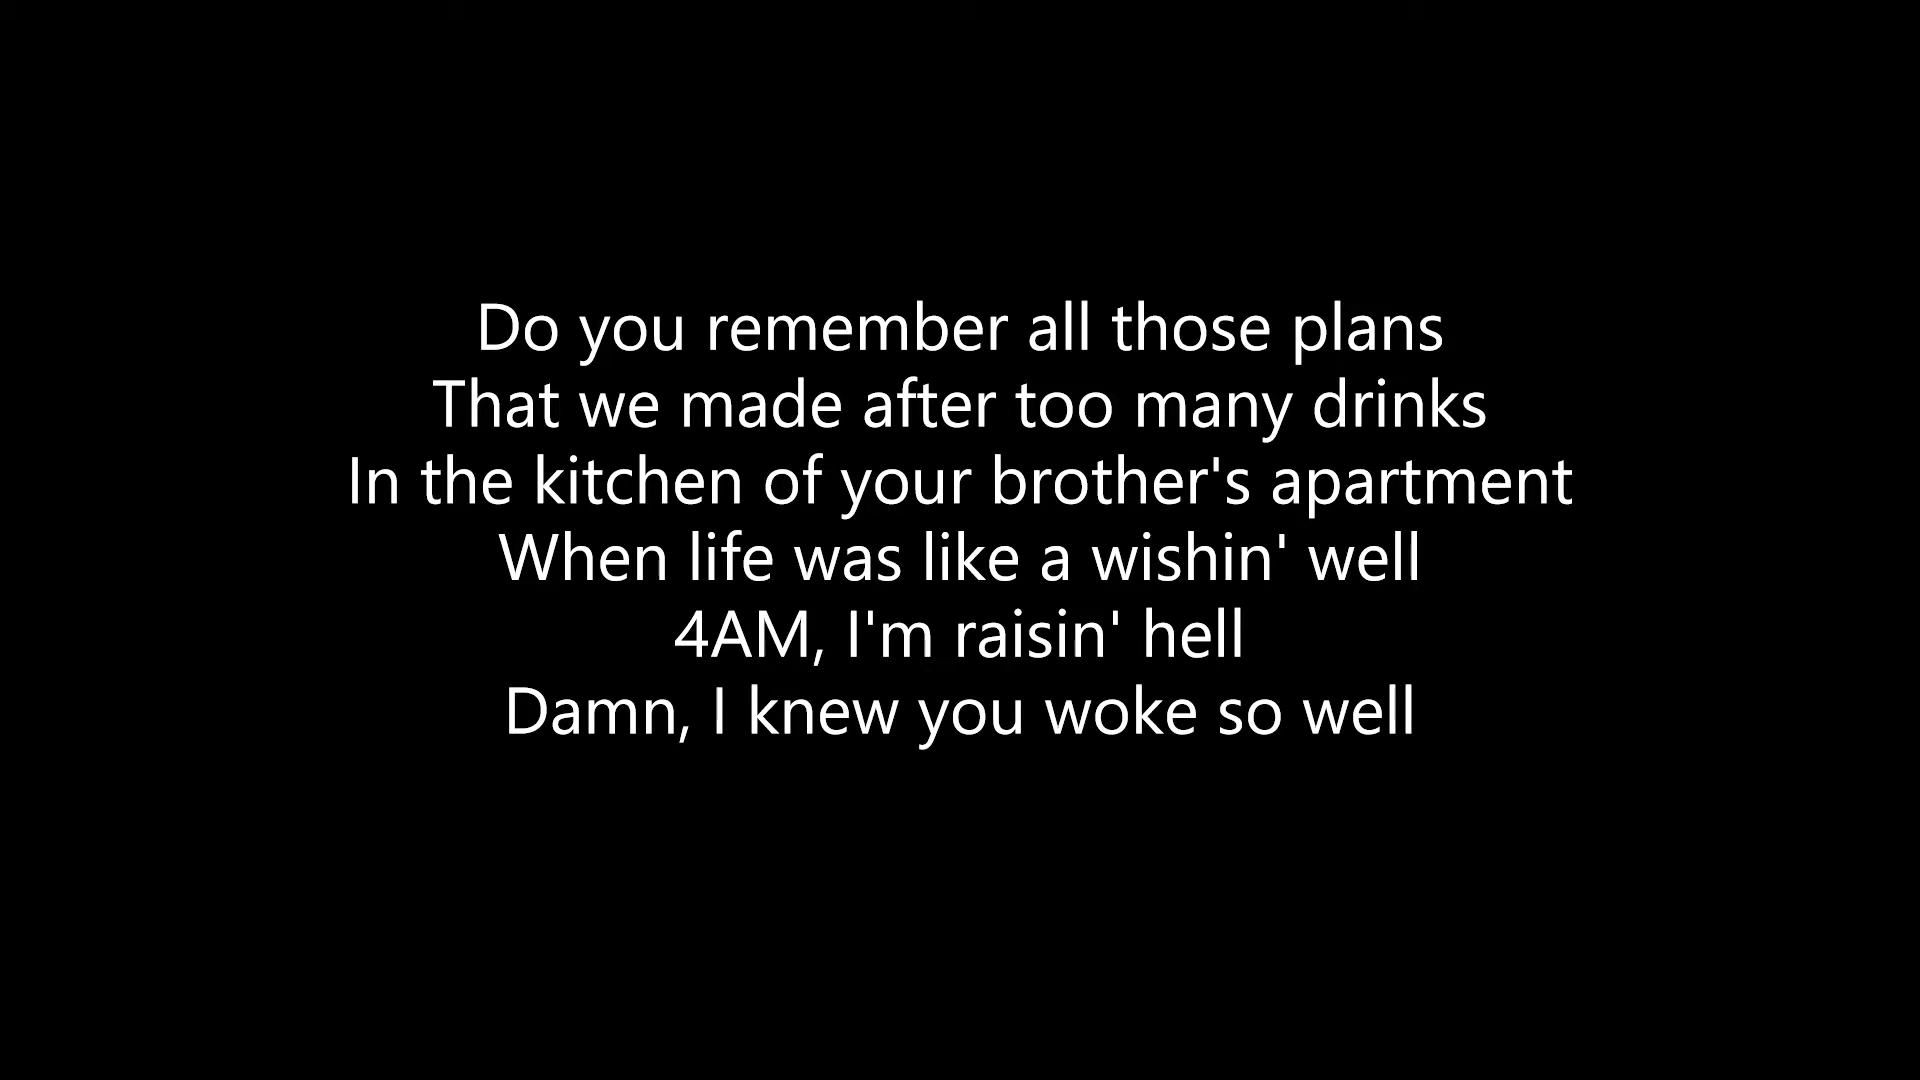 Do you remember all those plans
That we made after too many drinks
In the kitchen of your brother's apartment
When life was like a wishin' well
4AM, I'm raisin' hell
Damn, I knew you woke so well